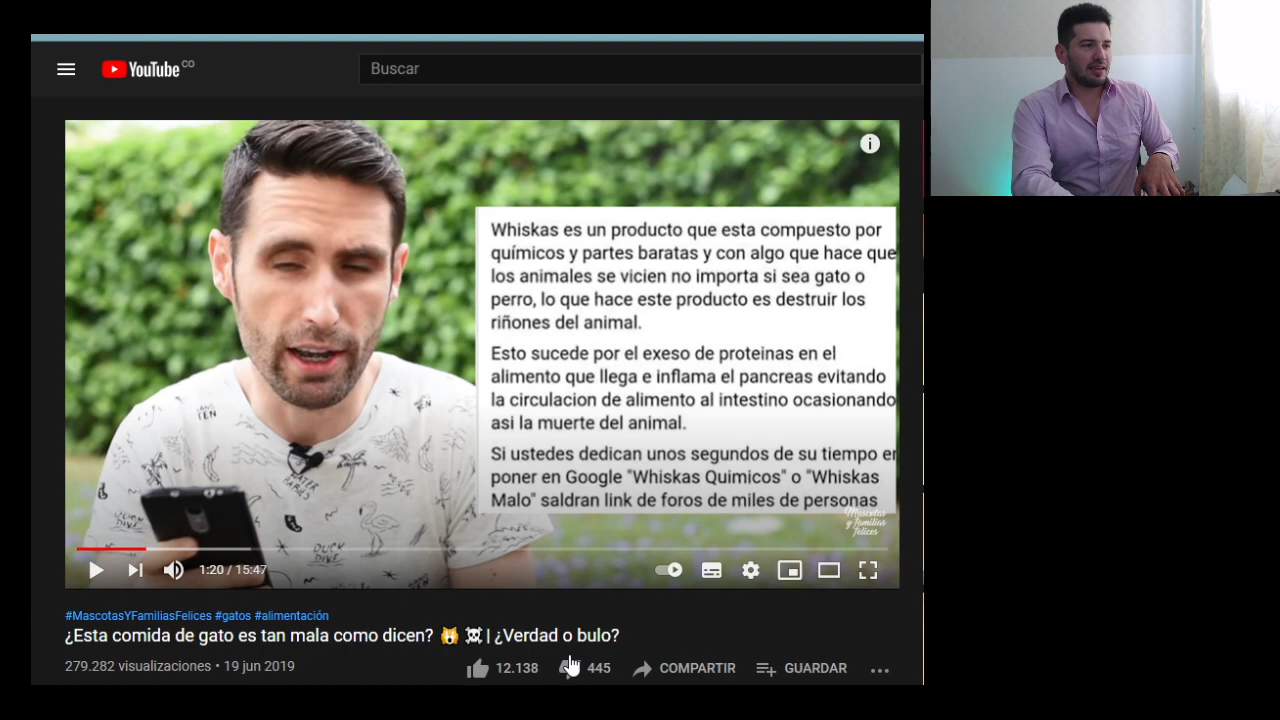 YouTube CO
Buscar
Whiskas es un producto que esta compuesto por
químicos y partes baratas y con algo que hace que
los animales se vicien no importa si sea gato o
perro, lo que hace este producto es destruir los
riñones del animal.
Esto sucede por el exeso de proteinas en el
alimento que llega e inflama el pancreas evitando
la circulacion de alimento al intestino ocasionando
asi la muerte del animal.
Si ustedes dedican unos segundos de su tiempo en
poner en Google "Whiskas Quimicos" o "Whiskas
Malo" saldran link de foros de miles de personas
Mascotas
y Familias
Felices
DUCK
DIVE
1:20 / 15:47
#MascotasYFamiliasFelices #gatos #alimentación
¿Esta comida de gato es tan mala como dicen? 🙀 ☠ | ¿Verdad o bulo?
279.282 visualizaciones • 19 jun 2019
12.138 445 COMPARTIR GUARDAR